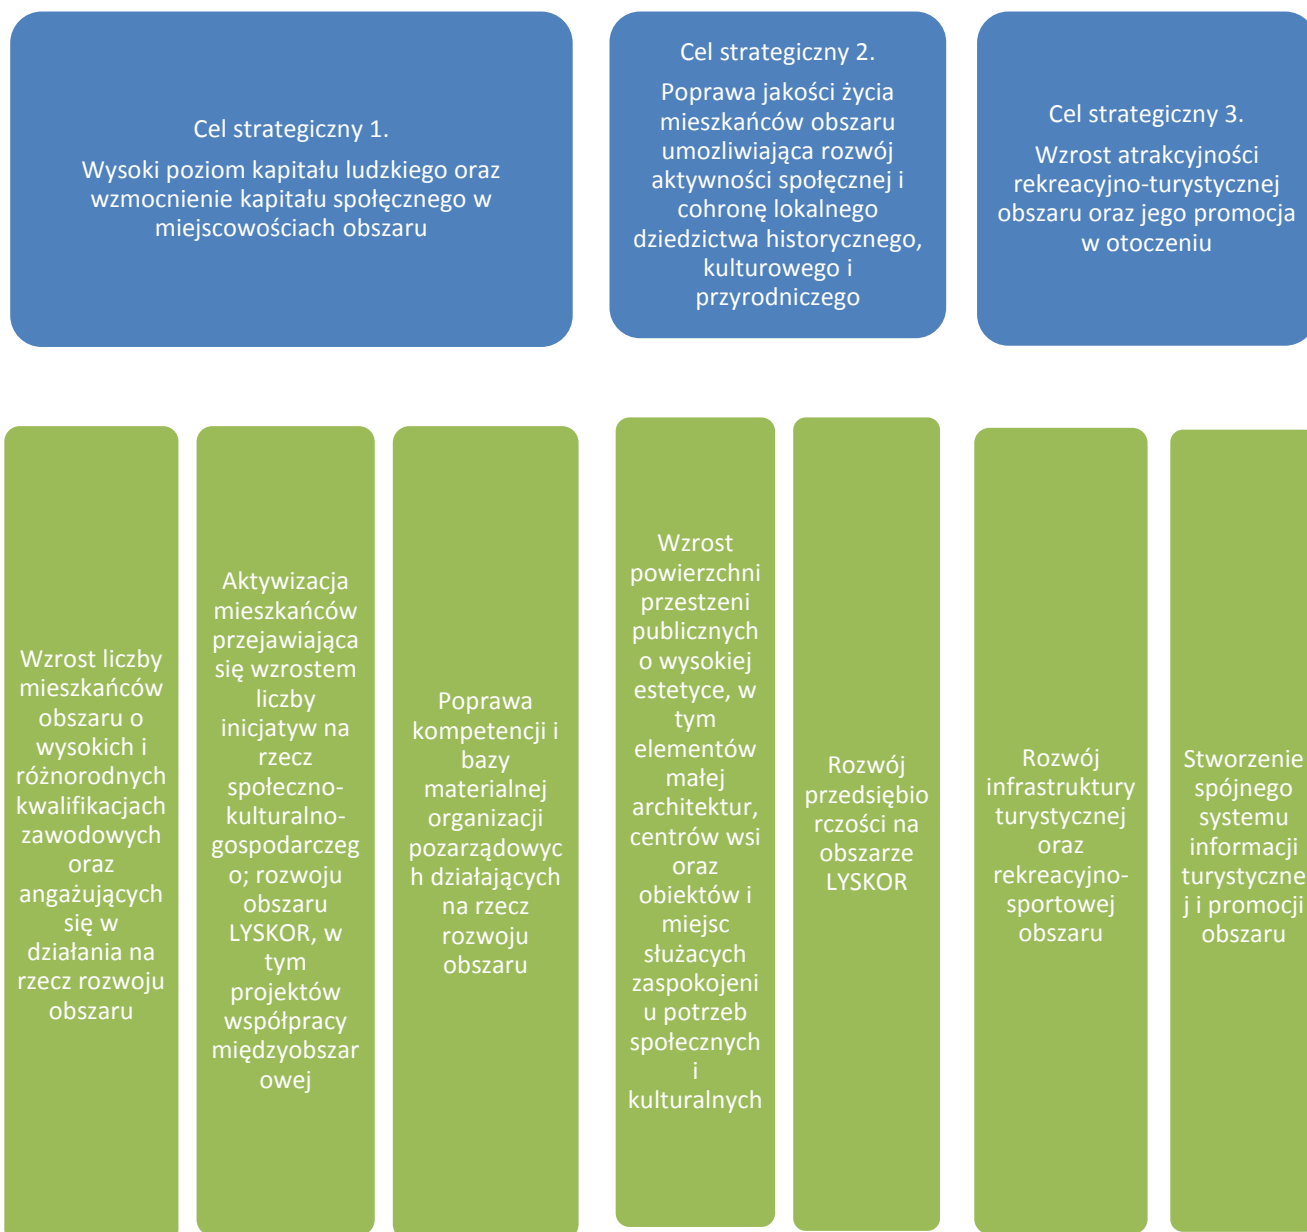 Cel strategiczny 1.
Wysoki poziom kapitału ludzkiego oraz
wzmocnienie kapitału społęcznego w
miejscowościach obszaru
Cel strategiczny 2.
Poprawa jakości życia
mieszkańców obszaru
umozliwiająca rozwój
aktywności społęcznej i
cohronę lokalnego
dziedzictwa historycznego,
kulturowego i
przyrodniczego
Cel strategiczny 3.
Wzrost atrakcyjności
rekreacyjno-turystycznej
obszaru oraz jego promocja
w otoczeniu
Wzrost liczby
mieszkańców
obszaru o
wysokich i
różnorodnych
kwalifikacjach
zawodowych
oraz
angażujących
się w
działania na
rzecz rozwoju
obszaru
Aktywizacja
mieszkańców
przejawiająca
się wzrostem
liczby
inicjatyw na
rzecz
społeczno-
kulturalno-
gospodarczeg
o; rozwoju
obszaru
LYSKOR, w
tym
projektów
współpracy
międzyobszar
owej
Poprawa
kompetencji i
bazy
materialnej
organizacji
pozarządowyc
h działających
na rzecz
rozwoju
obszaru
Wzrost
powierzchni
przestzeni
publicznych
o wysokiej
estetyce, w
tym
elementów
małej
architektur,
centrów wsi
oraz
obiektów i
miejsc
służacych
zaspokojeni
u potrzeb
społecznych
i
kulturalnych
Rozwój
przedsiębio
rczości na
obszarze
LYSKOR
Rozwój
infrastruktury
turystycznej
oraz
rekreacyjno-
sportowej
obszaru
Stworzenie
spójnego
systemu
informacji
turystyczne
j i promocji
obszaru